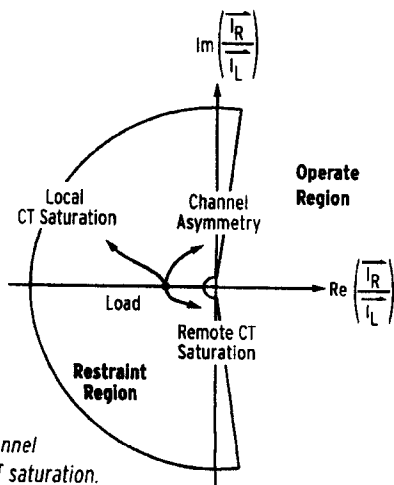 Im (I_R / I_L)
Operate
Region
Local
CT Saturation
Channel
Asymmetry
Re (I_R / I_L)
Load
Remote CT
Saturation
Restraint
Region
nnel
T saturation.